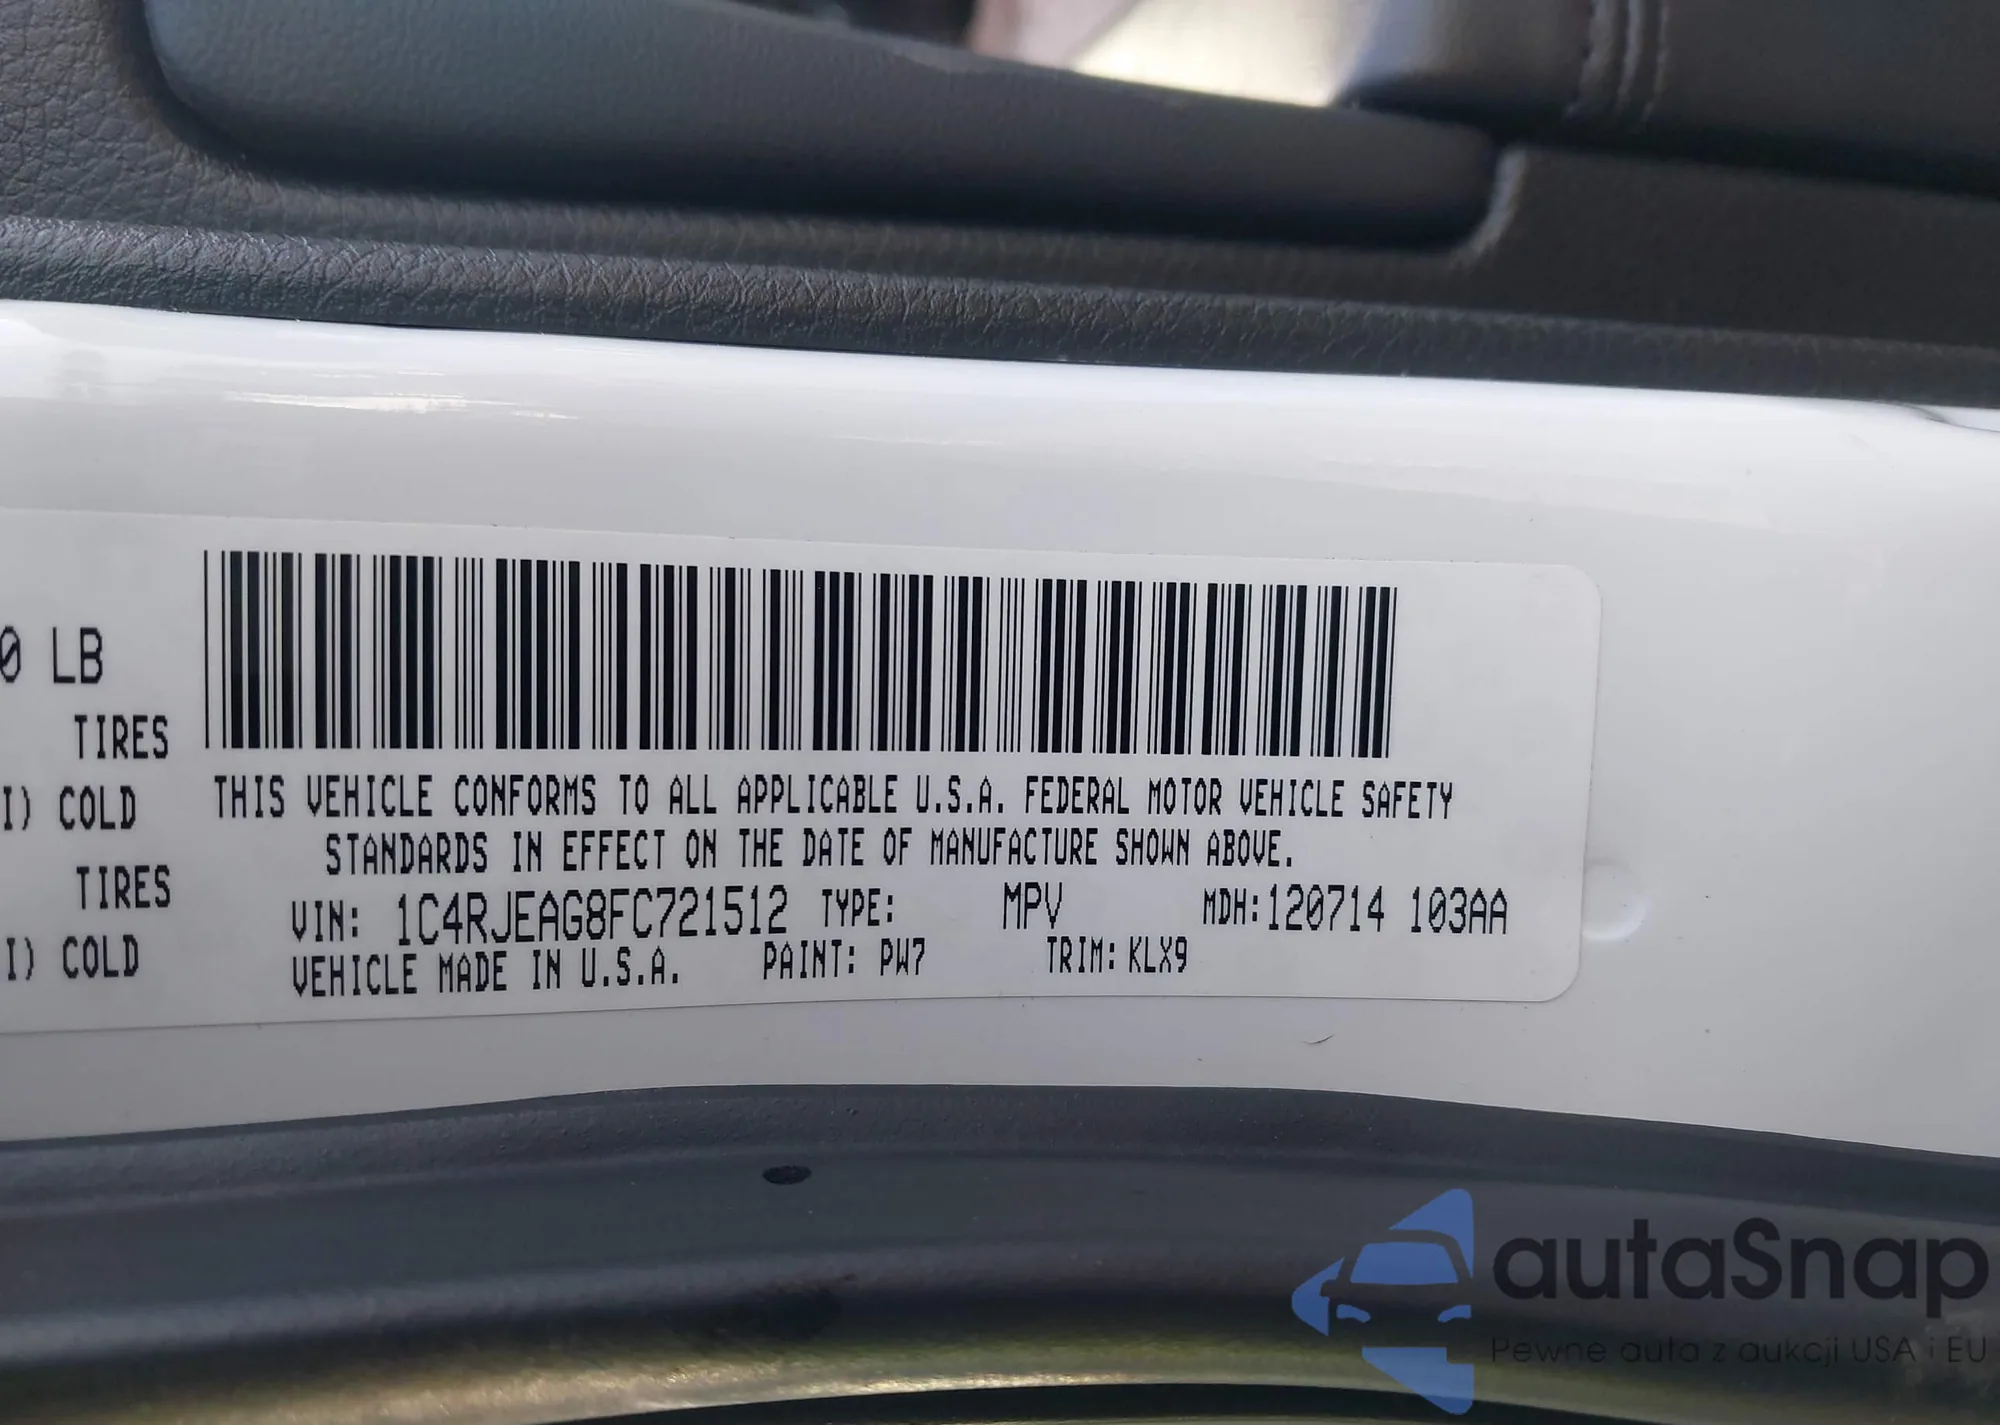 0 LB
TIRES
I) COLD
TIRES
I) COLD
THIS VEHICLE CONFORMS TO ALL APPLICABLE U.S.A. FEDERAL MOTOR VEHICLE SAFETY
STANDARDS IN EFFECT ON THE DATE OF MANUFACTURE SHOWN ABOVE.
VIN: 1C4RJEAG8FC721512 TYPE: MPV MDH:120714 103AA
VEHICLE MADE IN U.S.A. PAINT: PW7 TRIM: KLX9
autaSnap
Pewne auta z aukcji USA i EU